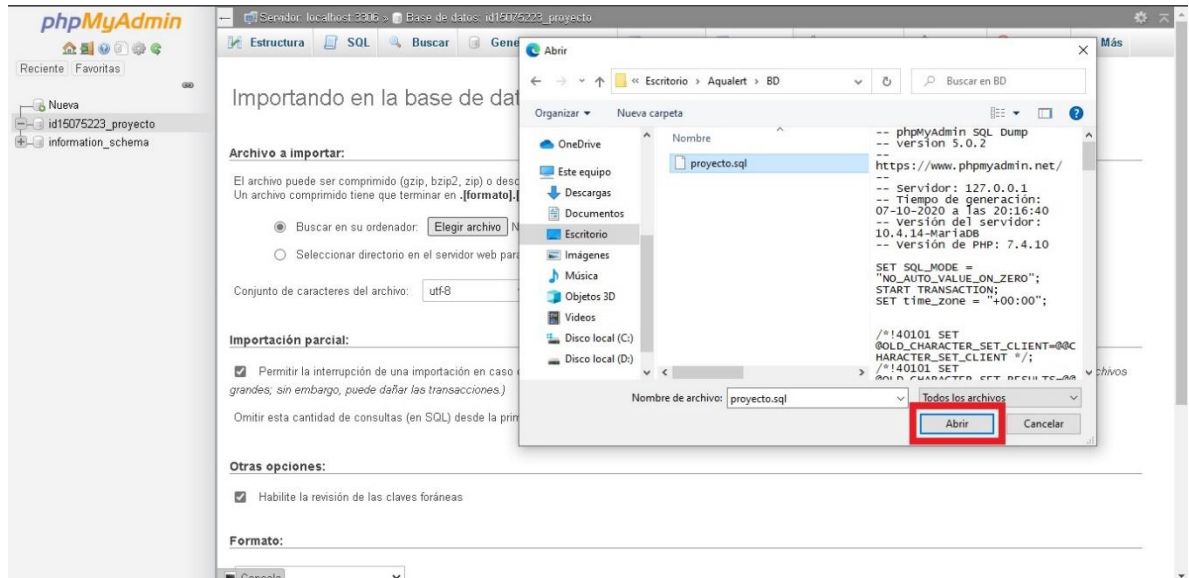 phpMyAdmin
Reciente Favoritas
Nueva
id15075223_proyecto
information_schema
Servidor: localhost:3306 » Base de datos: id15075223_proyecto
Estructura SQL Buscar Gene
Más
Importando en la base de dat
Archivo a importar:
El archivo puede ser comprimido (gzip, bzip2, zip) o desc
Un archivo comprimido tiene que terminar en .[formato].[
Buscar en su ordenador: Elegir archivo N
Seleccionar directorio en el servidor web para
Conjunto de caracteres del archivo: utf-8
Importación parcial:
Permitir la interrupción de una importación en caso
chivos
grandes; sin embargo, puede dañar las transacciones.)
Omitir esta cantidad de consultas (en SQL) desde la prim
Otras opciones:
Habilite la revisión de las claves foráneas
Formato:
Consola
Abrir
« Escritorio › Aqualert › BD
Buscar en BD
Organizar Nueva carpeta
OneDrive
Este equipo
Descargas
Documentos
Escritorio
Imágenes
Música
Objetos 3D
Videos
Disco local (C:)
Disco local (D:)
Nombre
proyecto.sql
-- phpMyAdmin SQL Dump
-- version 5.0.2
--
https://www.phpmyadmin.net/
--
-- Servidor: 127.0.0.1
-- Tiempo de generación:
07-10-2020 a las 20:16:40
-- Versión del servidor:
10.4.14-MariaDB
-- Versión de PHP: 7.4.10
SET SQL_MODE =
"NO_AUTO_VALUE_ON_ZERO";
START TRANSACTION;
SET time_zone = "+00:00";
/*!40101 SET
@OLD_CHARACTER_SET_CLIENT=@@C
HARACTER_SET_CLIENT */;
/*!40101 SET
@OLD_CHARACTER_SET_RESULTS=@@
Nombre de archivo: proyecto.sql
Todos los archivos
Abrir Cancelar